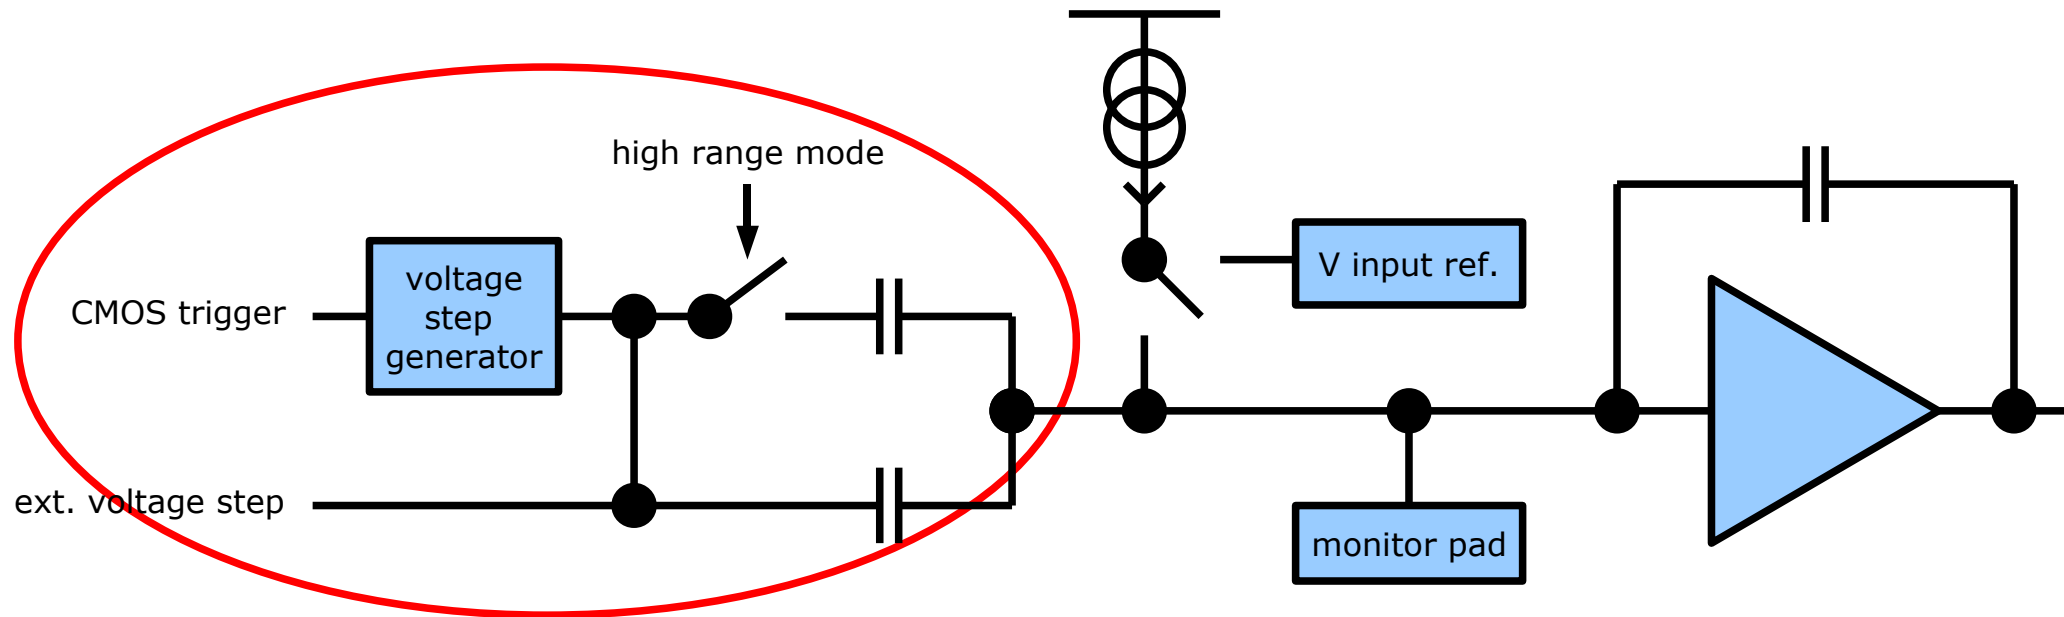 high range mode
CMOS trigger
voltage
step
generator
V input ref.
ext. voltage step
monitor pad